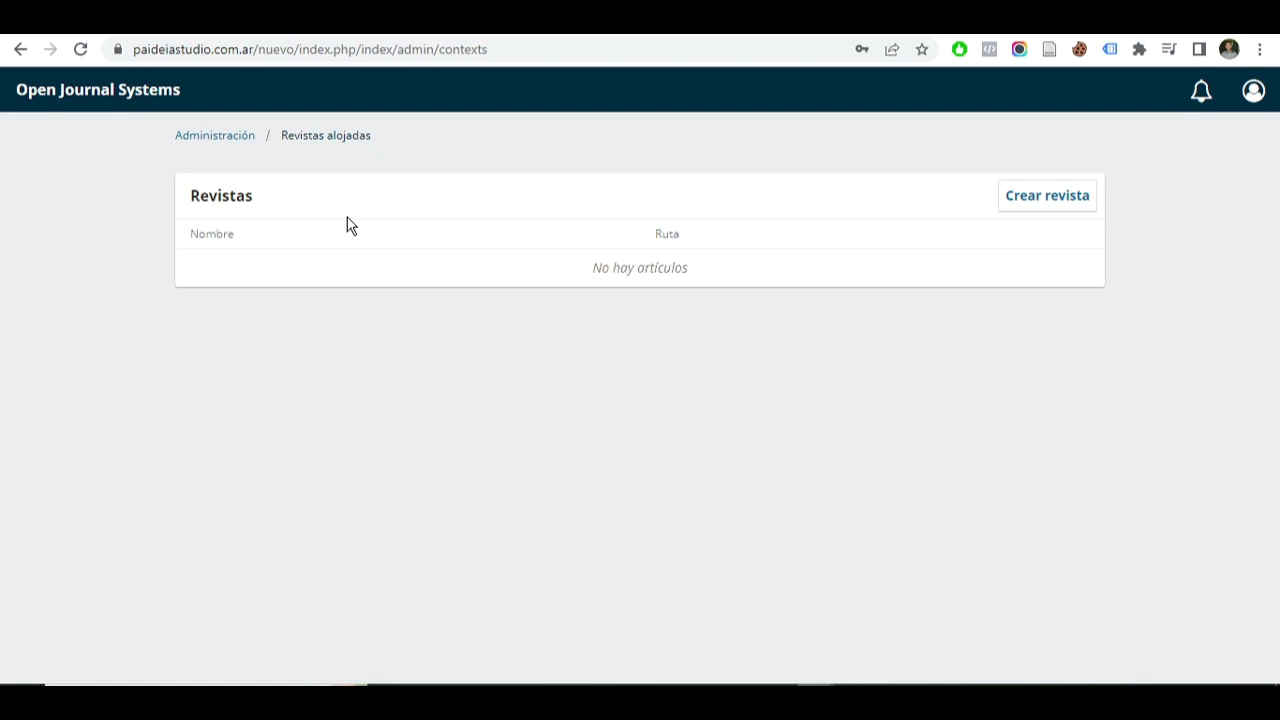 paideiastudio.com.ar/nuevo/index.php/index/admin/contexts
Open Journal Systems
Administración / Revistas alojadas
Revistas
Crear revista
Nombre
Ruta
No hay artículos